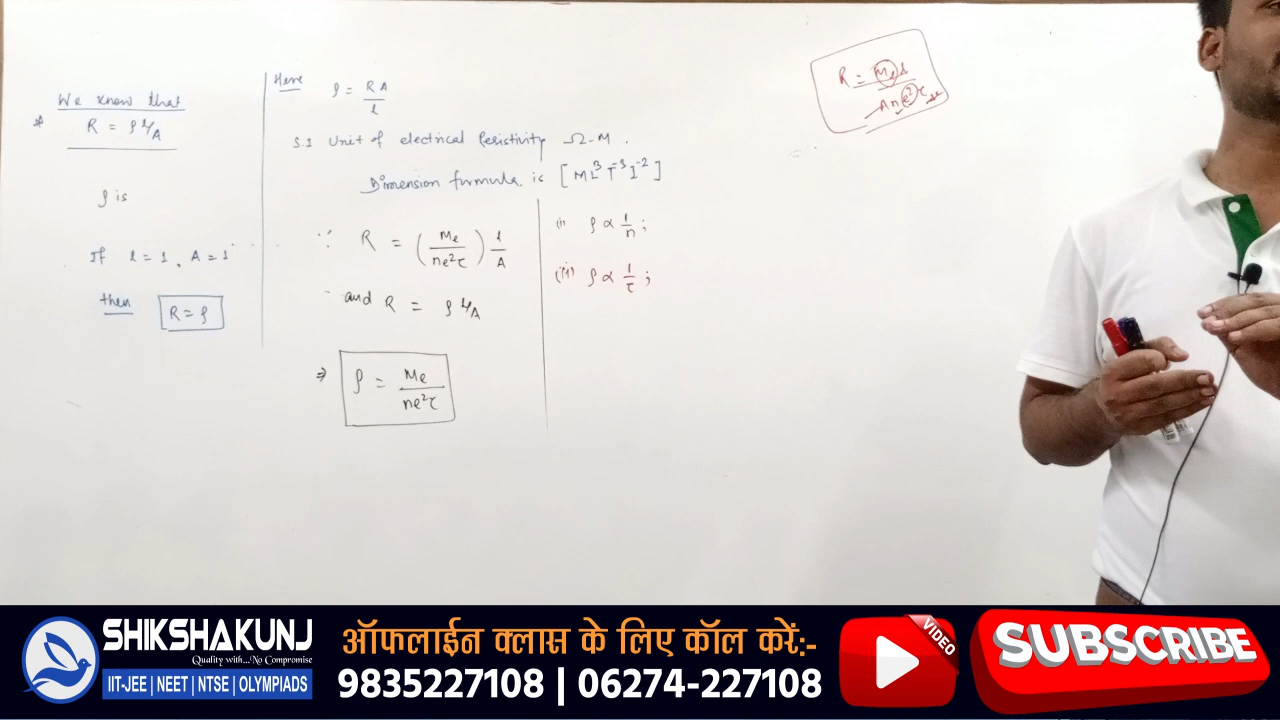 We know that
* R = ρ l/A
ρ is
If l = 1, A = 1
then R = ρ
Here ρ = RA/l
S.I Unit of electrical Resistivity Ω-M.
Dimension formula is [ML³T⁻³I⁻²]
∵ R = (Me/ne²τ) l/A
and R = ρ l/A
⇒ ρ = Me/ne²τ
(i) ρ ∝ 1/n ;
(ii) ρ ∝ 1/τ ;
R = Me l/Ane²τ
SHIKSHAKUNJ
Quality with...No Compromise
IIT-JEE | NEET | NTSE | OLYMPIADS
ऑफलाईन क्लास के लिए कॉल करें:-
9835227108 | 06274-227108
VIDEO
SUBSCRIBE